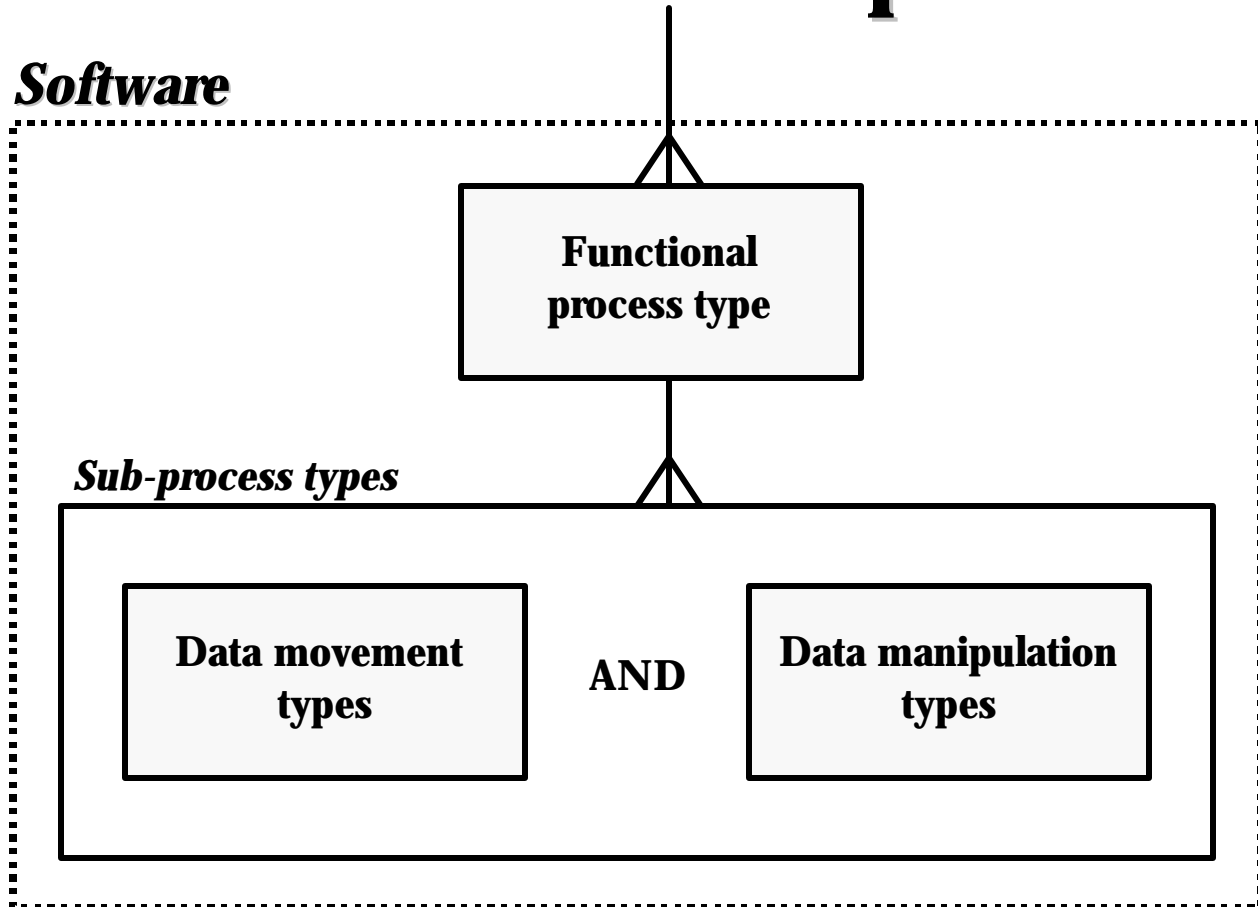 Software
Functional
process type
Sub-process types
Data movement
types
AND
Data manipulation
types